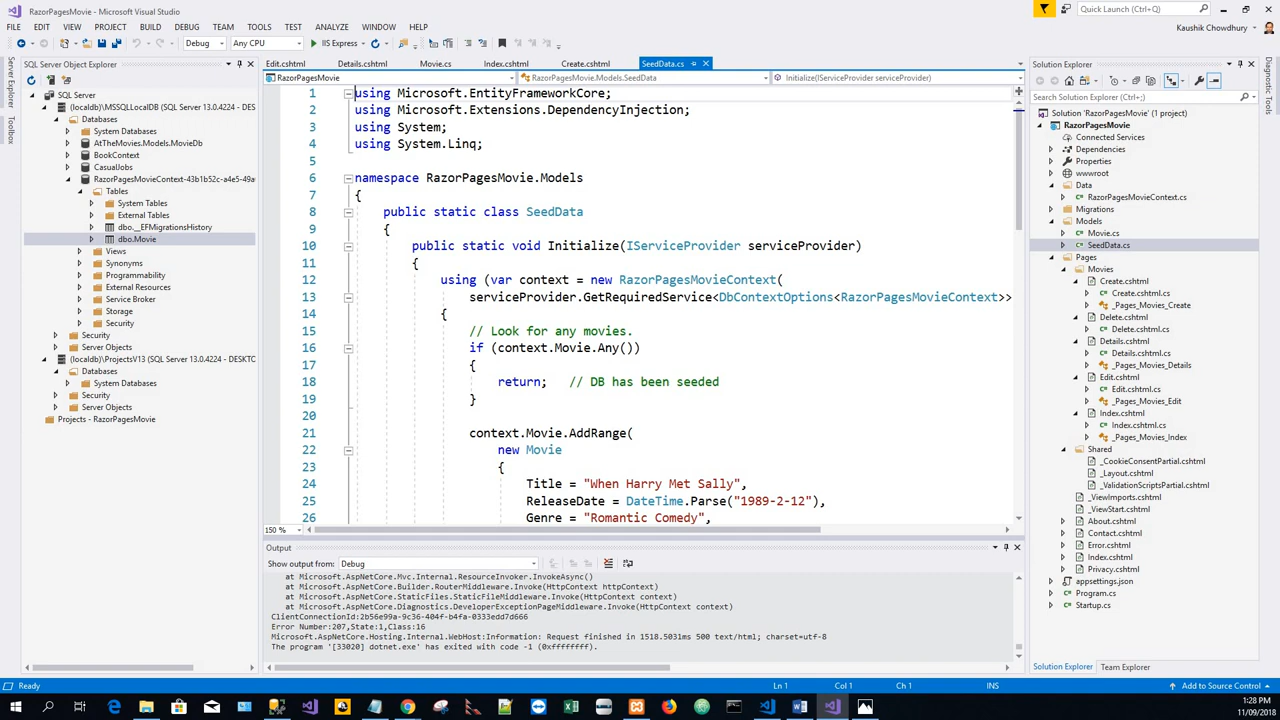 RazorPagesMovie - Microsoft Visual Studio
Quick Launch (Ctrl+Q)
FILE EDIT VIEW PROJECT BUILD DEBUG TEAM TOOLS TEST ANALYZE WINDOW HELP
Kaushik Chowdhury
Debug Any CPU IIS Express
Server Explorer
Toolbox
SQL Server Object Explorer
SQL Server
(localdb)\MSSQLLocalDB (SQL Server 13.0.4224 - DESKTC
Databases
System Databases
AtTheMovies.Models.MovieDb
BookContext
CasualJobs
RazorPagesMovieContext-43b1b52c-a4e5-49a
Tables
System Tables
External Tables
dbo.__EFMigrationsHistory
dbo.Movie
Views
Synonyms
Programmability
External Resources
Service Broker
Storage
Security
Security
Server Objects
(localdb)\ProjectsV13 (SQL Server 13.0.4224 - DESKTC
Databases
System Databases
Security
Server Objects
Projects - RazorPagesMovie
Edit.cshtml Details.cshtml Movie.cs Index.cshtml Create.cshtml SeedData.cs
RazorPagesMovie RazorPagesMovie.Models.SeedData Initialize(IServiceProvider serviceProvider)
1 using Microsoft.EntityFrameworkCore;
2 using Microsoft.Extensions.DependencyInjection;
3 using System;
4 using System.Linq;
5
6 namespace RazorPagesMovie.Models
7 {
8 public static class SeedData
9 {
10 public static void Initialize(IServiceProvider serviceProvider)
11 {
12 using (var context = new RazorPagesMovieContext(
13 serviceProvider.GetRequiredService<DbContextOptions<RazorPagesMovieContext>>
14 {
15 // Look for any movies.
16 if (context.Movie.Any())
17 {
18 return; // DB has been seeded
19 }
20
21 context.Movie.AddRange(
22 new Movie
23 {
24 Title = "When Harry Met Sally",
25 ReleaseDate = DateTime.Parse("1989-2-12"),
26 Genre = "Romantic Comedy",
150 %
Output
Show output from: Debug
at Microsoft.AspNetCore.Mvc.Internal.ResourceInvoker.InvokeAsync()
at Microsoft.AspNetCore.Builder.RouterMiddleware.Invoke(HttpContext httpContext)
at Microsoft.AspNetCore.StaticFiles.StaticFileMiddleware.Invoke(HttpContext context)
at Microsoft.AspNetCore.Diagnostics.DeveloperExceptionPageMiddleware.Invoke(HttpContext context)
ClientConnectionId:2b56e99a-9c36-404f-b4fa-0333edd7d666
Error Number:207,State:1,Class:16
Microsoft.AspNetCore.Hosting.Internal.WebHost:Information: Request finished in 1518.503ms 500 text/html; charset=utf-8
The program '[33020] dotnet.exe' has exited with code -1 (0xffffffff).
Solution Explorer
Search Solution Explorer (Ctrl+;)
Solution 'RazorPagesMovie' (1 project)
RazorPagesMovie
Connected Services
Dependencies
Properties
wwwroot
Data
RazorPagesMovieContext.cs
Migrations
Models
Movie.cs
SeedData.cs
Pages
Movies
Create.cshtml
Create.cshtml.cs
_Pages_Movies_Create
Delete.cshtml
Delete.cshtml.cs
Details.cshtml
Details.cshtml.cs
_Pages_Movies_Details
Edit.cshtml
Edit.cshtml.cs
_Pages_Movies_Edit
Index.cshtml
Index.cshtml.cs
_Pages_Movies_Index
Shared
_CookieConsentPartial.cshtml
_Layout.cshtml
_ValidationScriptsPartial.cshtml
_ViewImports.cshtml
_ViewStart.cshtml
About.cshtml
Contact.cshtml
Error.cshtml
Index.cshtml
Privacy.cshtml
appsettings.json
Program.cs
Startup.cs
Solution Explorer Team Explorer
Diagnostic Tools
Ready Ln 1 Col 1 Ch 1 INS Add to Source Control
1:28 PM
11/09/2018